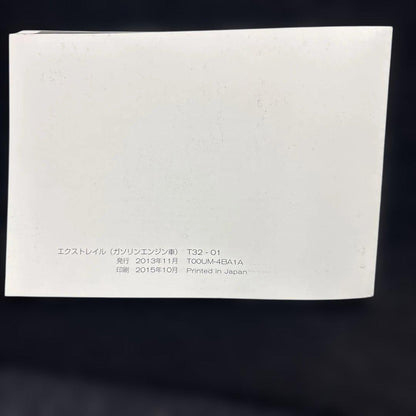 エクストレイル（ガソリンエンジン車） T32－01
発行 2013年11月 T00UM-4BA1A
印刷 2015年10月 Printed in Japan